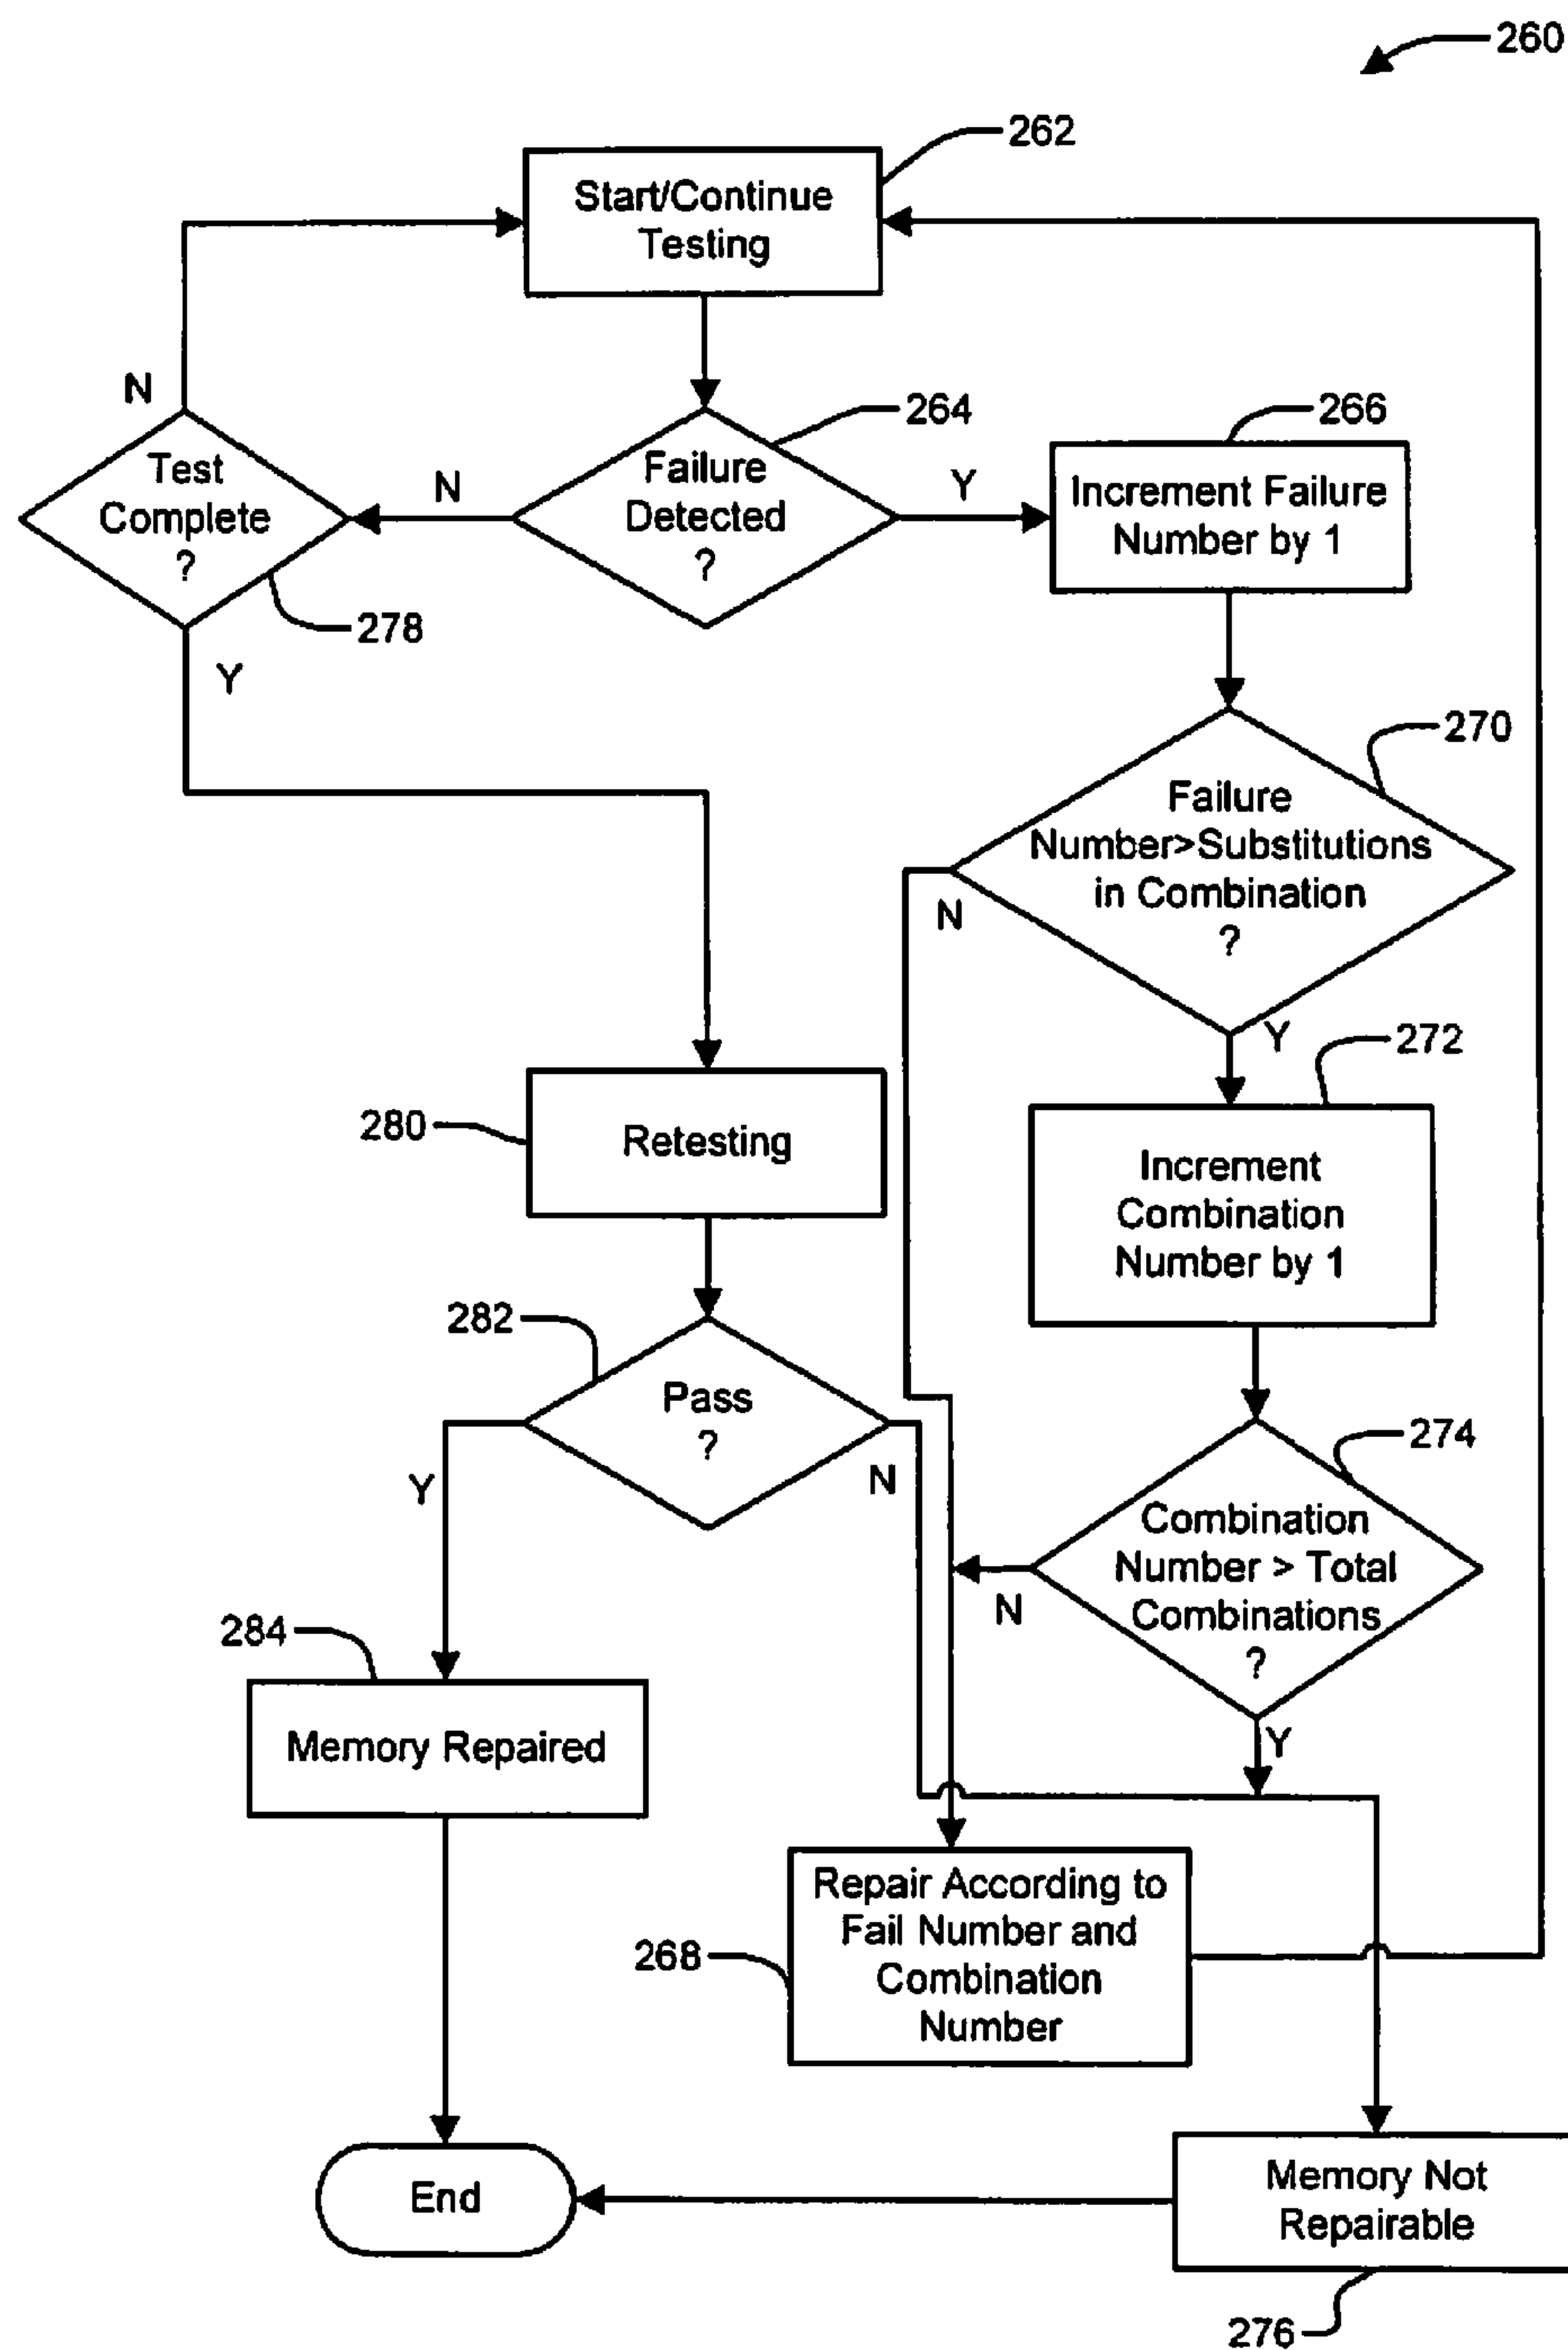 260
262
Start/Continue
Testing
N
264
266
Test
Complete
?
N
Failure
Detected
?
Y
Increment Failure
Number by 1
278
Y
270
Failure
Number>Substitutions
in Combination
?
N
Y
272
280
Retesting
Increment
Combination
Number by 1
282
Pass
?
274
Y
N
Combination
Number > Total
Combinations
?
N
284
Memory Repaired
Y
Repair According to
Fail Number and
Combination
Number
268
End
Memory Not
Repairable
276